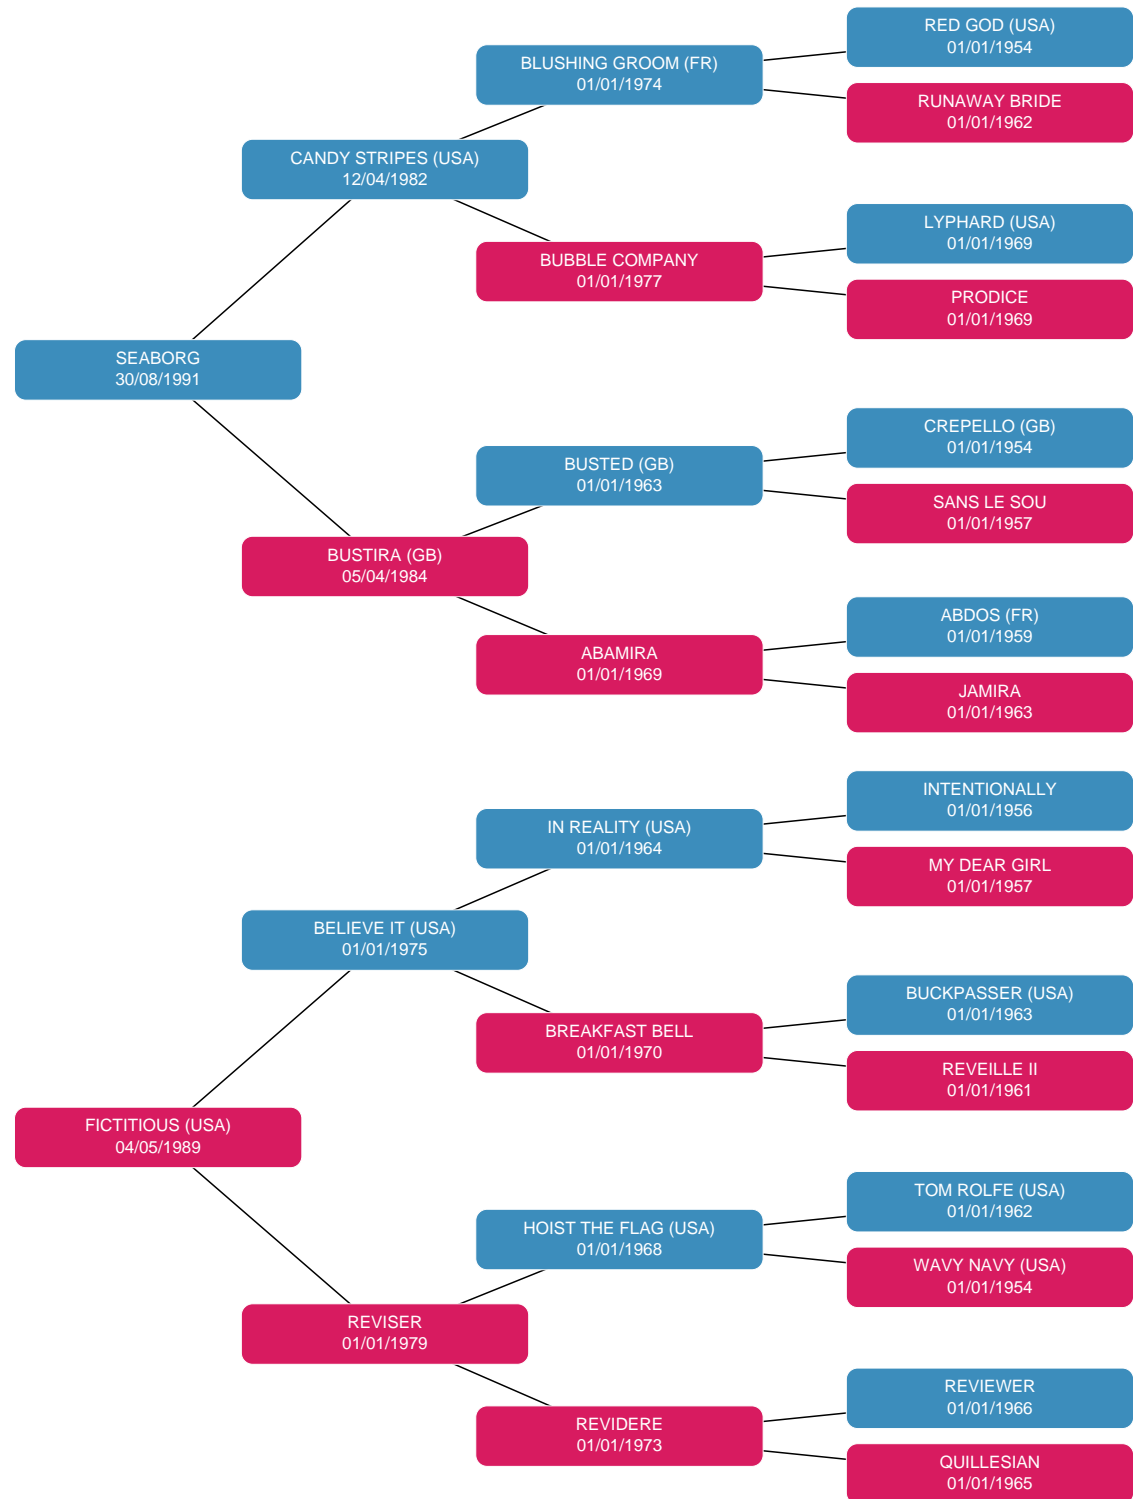 RED GOD (USA)
01/01/1954
BLUSHING GROOM (FR)
01/01/1974
RUNAWAY BRIDE
01/01/1962
CANDY STRIPES (USA)
12/04/1982
LYPHARD (USA)
01/01/1969
BUBBLE COMPANY
01/01/1977
PRODICE
01/01/1969
SEABORG
30/08/1991
CREPELLO (GB)
01/01/1954
BUSTED (GB)
01/01/1963
SANS LE SOU
01/01/1957
BUSTIRA (GB)
05/04/1984
ABDOS (FR)
01/01/1959
ABAMIRA
01/01/1969
JAMIRA
01/01/1963
INTENTIONALLY
01/01/1956
IN REALITY (USA)
01/01/1964
MY DEAR GIRL
01/01/1957
BELIEVE IT (USA)
01/01/1975
BUCKPASSER (USA)
01/01/1963
BREAKFAST BELL
01/01/1970
REVEILLE II
01/01/1961
FICTITIOUS (USA)
04/05/1989
TOM ROLFE (USA)
01/01/1962
HOIST THE FLAG (USA)
01/01/1968
WAVY NAVY (USA)
01/01/1954
REVISER
01/01/1979
REVIEWER
01/01/1966
REVIDERE
01/01/1973
QUILLESIAN
01/01/1965